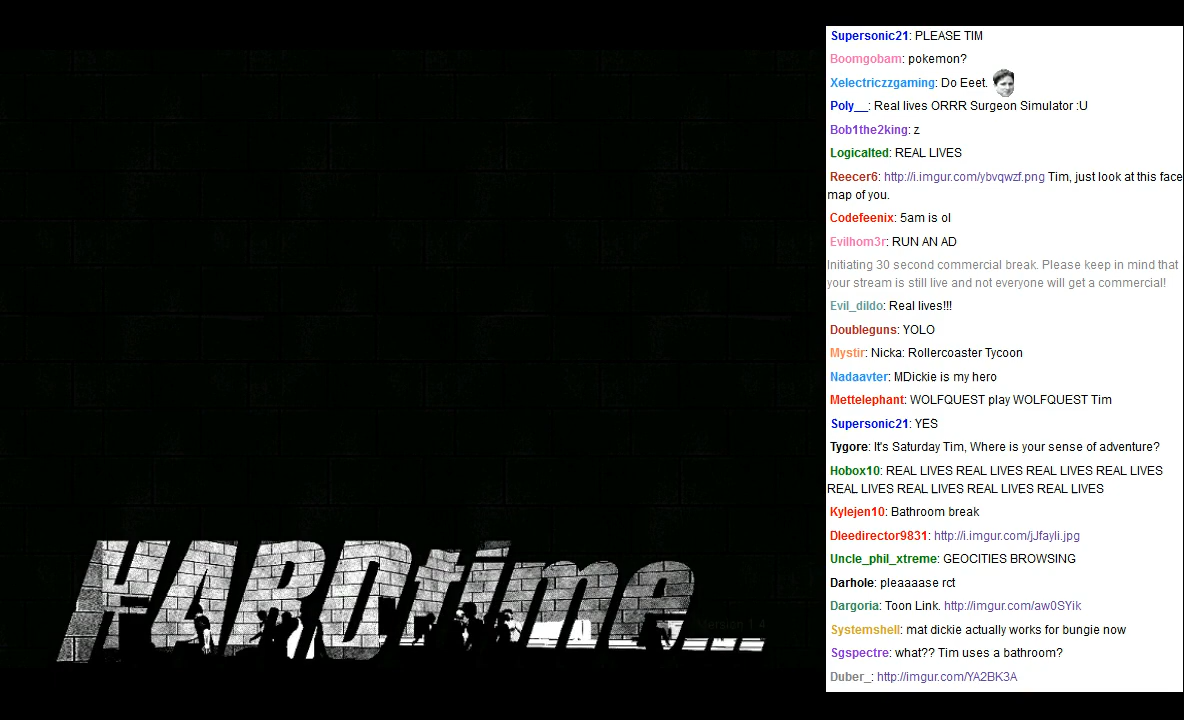 HARDtime...
Version 1.4
Supersonic21: PLEASE TIM
Boomgobam: pokemon?
Xelectriczzgaming: Do Eeet.
Poly__: Real lives ORRR Surgeon Simulator :U
Bob1the2king: z
Logicalted: REAL LIVES
Reecer6: http://i.imgur.com/ybvqwzf.png Tim, just look at this face
map of you.
Codefeenix: 5am is ol
Evilhom3r: RUN AN AD
Initiating 30 second commercial break. Please keep in mind that
your stream is still live and not everyone will get a commercial!
Evil_dildo: Real lives!!!
Doubleguns: YOLO
Mystir: Nicka: Rollercoaster Tycoon
Nadaavter: MDickie is my hero
Mettelephant: WOLFQUEST play WOLFQUEST Tim
Supersonic21: YES
Tygore: It's Saturday Tim, Where is your sense of adventure?
Hobox10: REAL LIVES REAL LIVES REAL LIVES REAL LIVES
REAL LIVES REAL LIVES REAL LIVES REAL LIVES
Kylejen10: Bathroom break
Dleedirector9831: http://i.imgur.com/jJfayli.jpg
Uncle_phil_xtreme: GEOCITIES BROWSING
Darhole: pleaaaase rct
Dargoria: Toon Link. http://imgur.com/aw0SYik
Systemshell: mat dickie actually works for bungie now
Sgspectre: what?? Tim uses a bathroom?
Duber_: http://imgur.com/YA2BK3A